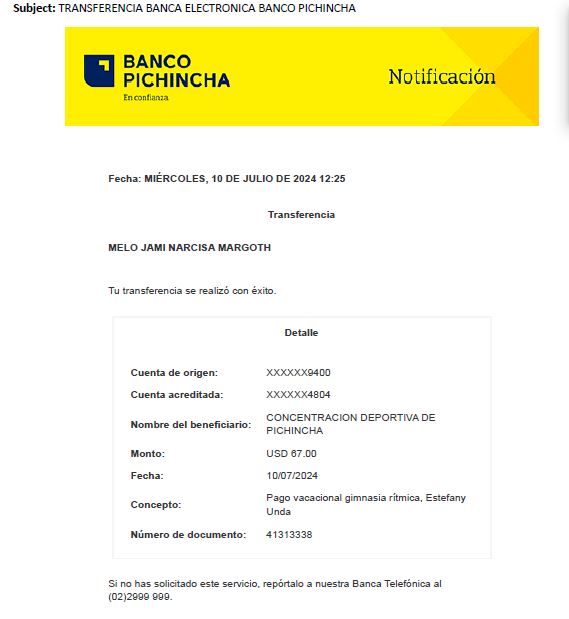 Subject: TRANSFERENCIA BANCA ELECTRONICA BANCO PICHINCHA
BANCO
PICHINCHA
En confianza.
Notificación
Fecha: MIÉRCOLES, 10 DE JULIO DE 2024 12:25
Transferencia
MELO JAMI NARCISA MARGOTH
Tu transferencia se realizó con éxito.
Detalle
Cuenta de origen: XXXXXX9400
Cuenta acreditada: XXXXXX4804
Nombre del beneficiario: CONCENTRACION DEPORTIVA DE
PICHINCHA
Monto: USD 67.00
Fecha: 10/07/2024
Concepto: Pago vacacional gimnasia rítmica, Estefany
Unda
Número de documento: 41313338
Si no has solicitado este servicio, repórtalo a nuestra Banca Telefónica al
(02)2999 999.